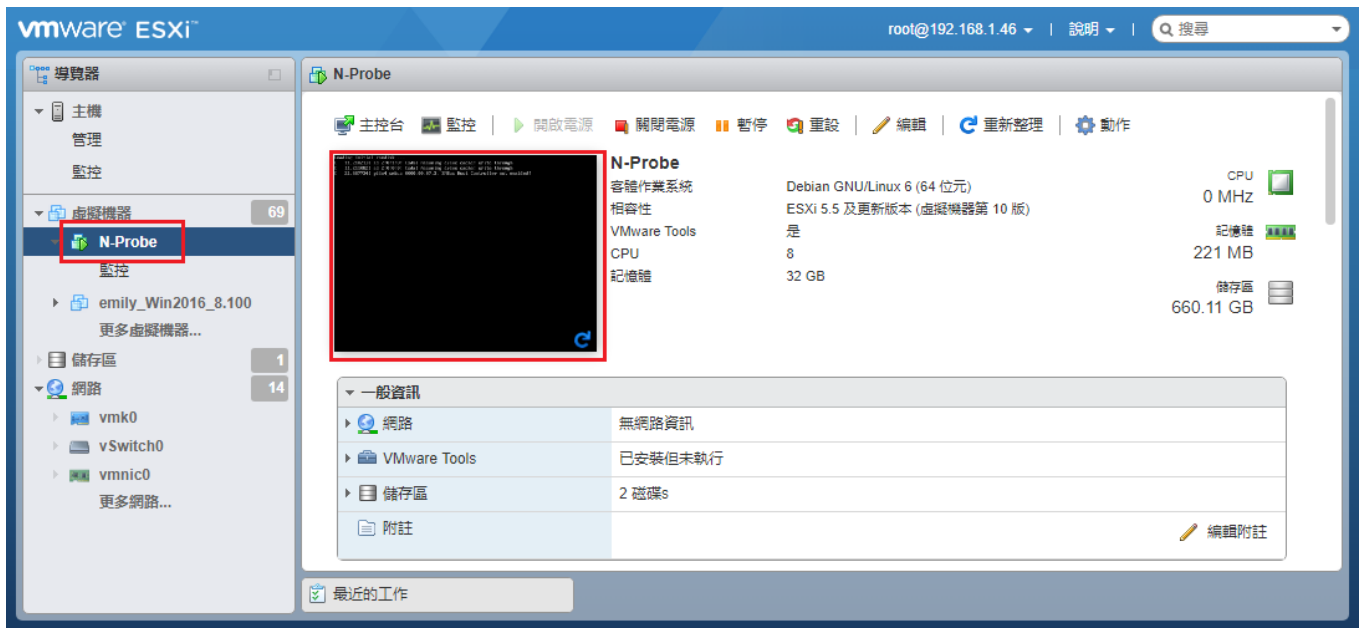 vmware ESXi™
root@192.168.1.46 | 說明 | 搜尋
導覽器
主機
管理
監控
虛擬機器 69
N-Probe
監控
emily_Win2016_8.100
更多虛擬機器...
儲存區 1
網路 14
vmk0
vSwitch0
vmnic0
更多網路...
N-Probe
主控台 監控 | 開啟電源 關閉電源 暫停 重設 | 編輯 | 重新整理 | 動作
N-Probe
客體作業系統 Debian GNU/Linux 6 (64 位元)
相容性 ESXi 5.5 及更新版本 (虛擬機器第 10 版)
VMware Tools 是
CPU 8
記憶體 32 GB
CPU
0 MHz
記憶體
221 MB
儲存區
660.11 GB
一般資訊
網路 無網路資訊
VMware Tools 已安裝但未執行
儲存區 2 磁碟s
附註 編輯附註
最近的工作